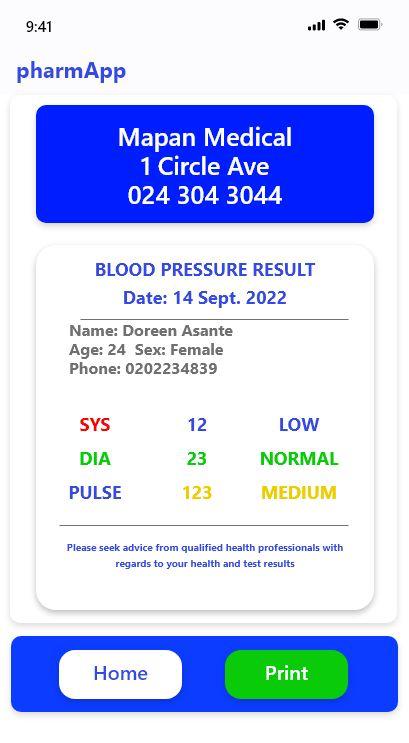 9:41
pharmApp
Mapan Medical
1 Circle Ave
024 304 3044
BLOOD PRESSURE RESULT
Date: 14 Sept. 2022
Name: Doreen Asante
Age: 24 Sex: Female
Phone: 0202234839
SYS 12 LOW
DIA 23 NORMAL
PULSE 123 MEDIUM
Please seek advice from qualified health professionals with
regards to your health and test results
Home Print